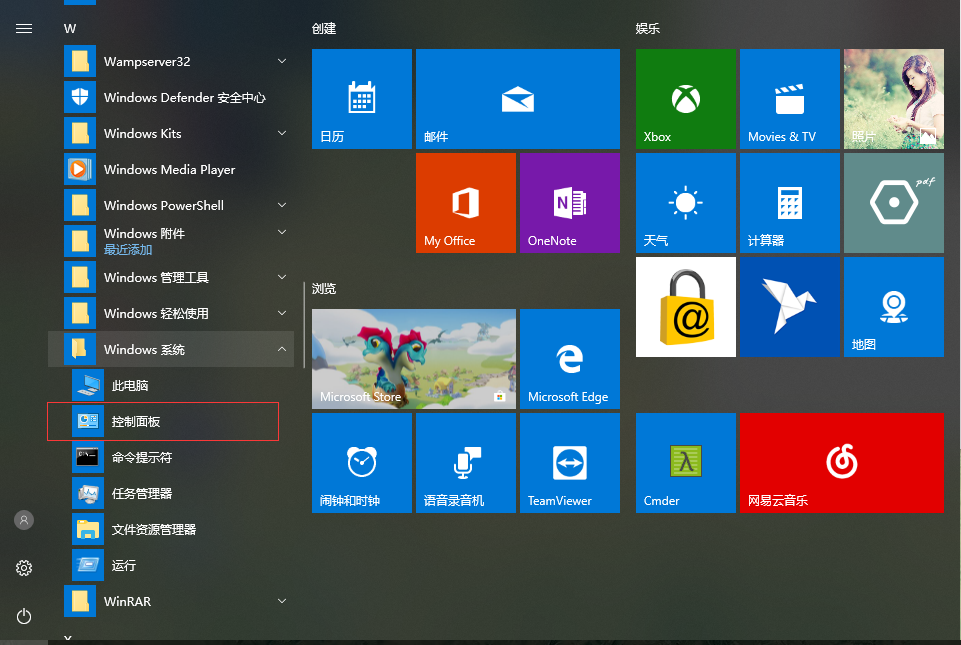 W
Wampserver32
Windows Defender 安全中心
Windows Kits
Windows Media Player
Windows PowerShell
Windows 附件
最近添加
Windows 管理工具
Windows 轻松使用
Windows 系统
此电脑
控制面板
命令提示符
任务管理器
文件资源管理器
运行
WinRAR
创建
日历
邮件
My Office
N
OneNote
浏览
Microsoft Store
Microsoft Edge
闹钟和时钟
语音录音机
TeamViewer
娱乐
Xbox
Movies & TV
照片
天气
计算器
pdf
@
地图
λ
Cmder
网易云音乐